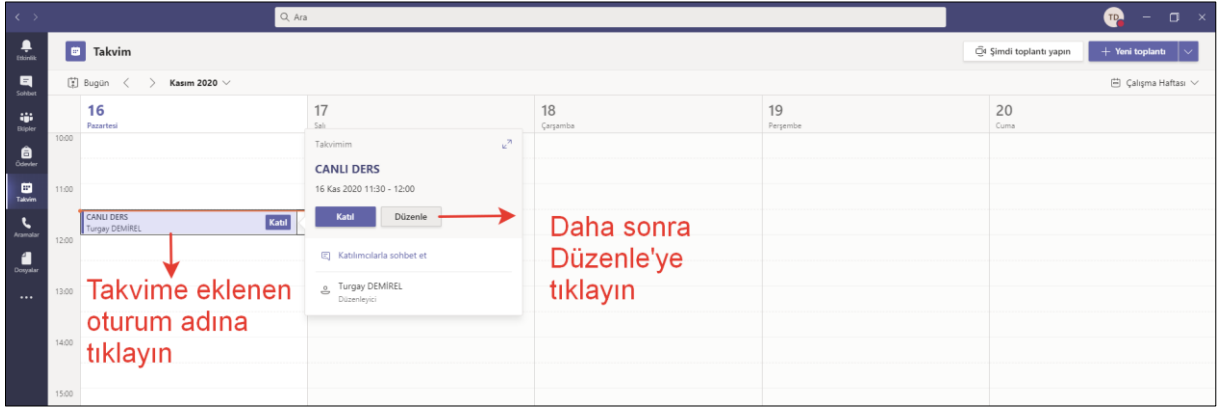 Ara
TD
Etkinlik
Sohbet
Ekipler
Ödevler
Takvim
Aramalar
Dosyalar
Takvim
Şimdi toplantı yapın
+ Yeni toplantı
Bugün
Kasım 2020
Çalışma Haftası
16
Pazartesi
17
Salı
18
Çarşamba
19
Perşembe
20
Cuma
10:00
11:00
12:00
13:00
14:00
15:00
CANLI DERS
Turgay DEMİREL
Katıl
Takvimim
CANLI DERS
16 Kas 2020 11:30 - 12:00
Katıl
Düzenle
Katılımcılarla sohbet et
Turgay DEMİREL
Düzenleyici
Takvime eklenen
oturum adına
tıklayın
Daha sonra
Düzenle'ye
tıklayın